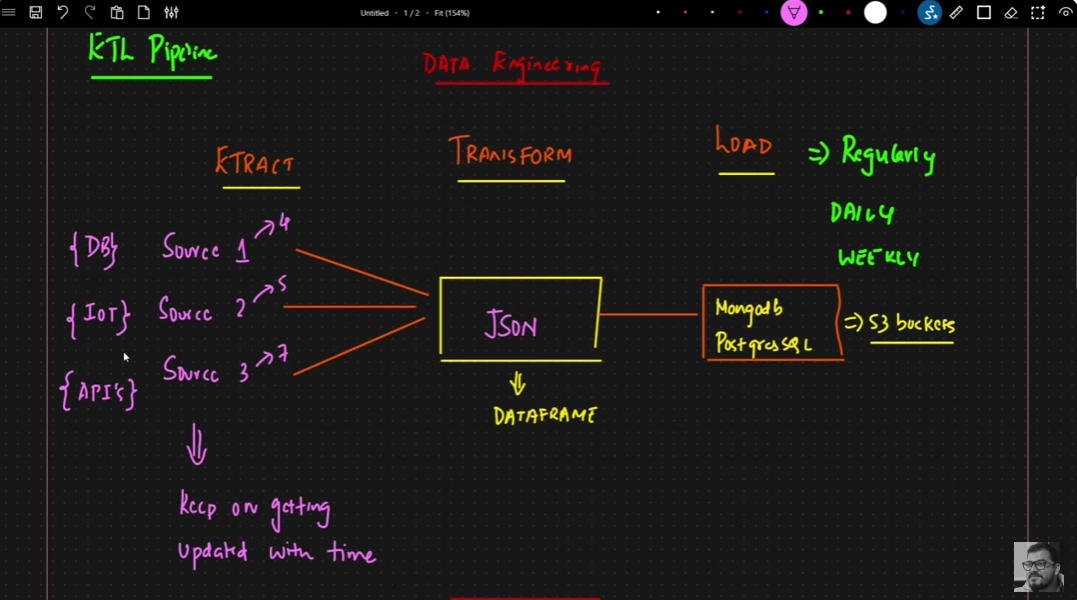 Untitled · 1 / 2 · Fit (154%)
ETL Pipeline
DATA Engineering
EXTRACT
TRANSFORM
LOAD
=> Regularly
DAILY
WEEKLY
{DB} Source 1 → 4
{IOT} Source 2 → 5
{API's} Source 3 → 7
JSON
DATAFRAME
Mongodb
PostgresSQL
=> S3 buckets
Keep on getting
updated with time